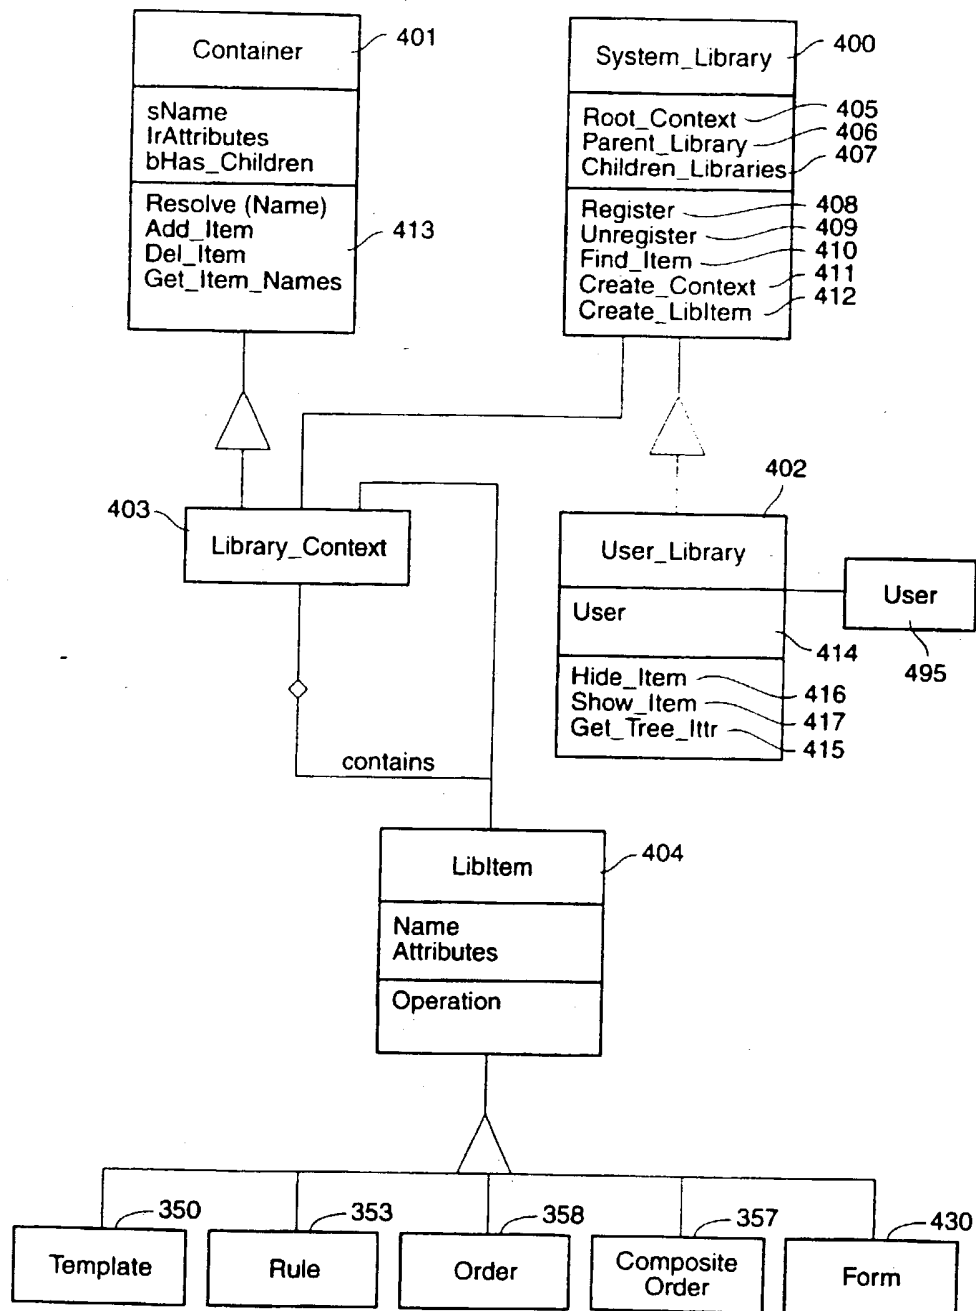 Container
401
sName
IrAttributes
bHas_Children
Resolve (Name)
Add_Item
Del_Item
Get_Item_Names
413
System_Library
400
Root_Context
405
Parent_Library
406
Children_Libraries
407
Register
408
Unregister
409
Find_Item
410
Create_Context
411
Create_LibItem
412
403
Library_Context
402
User_Library
User
414
Hide_Item
416
Show_Item
417
Get_Tree_Ittr
415
User
495
contains
LibItem
404
Name
Attributes
Operation
350
Template
353
Rule
358
Order
357
Composite
Order
430
Form